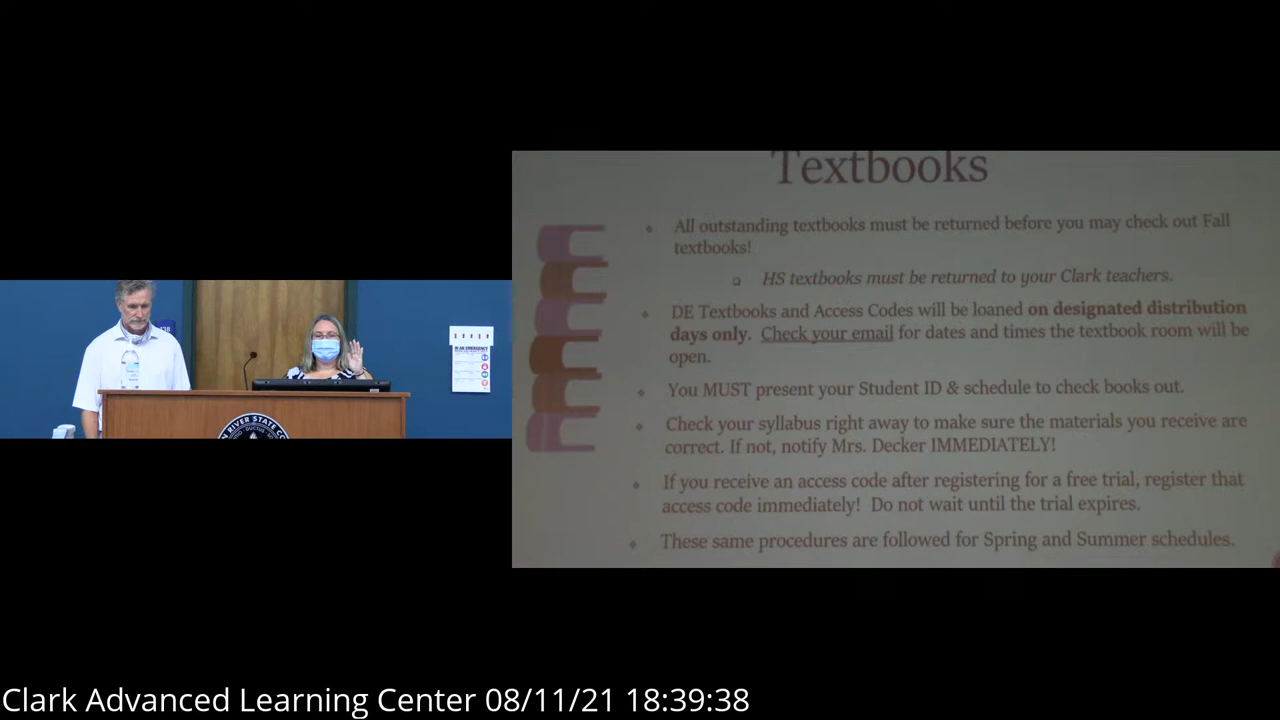 Textbooks
All outstanding textbooks must be returned before you may check out Fall
textbooks!
HS textbooks must be returned to your Clark teachers.
DE Textbooks and Access Codes will be loaned on designated distribution
days only. Check your email for dates and times the textbook room will be
open.
You MUST present your Student ID & schedule to check books out.
Check your syllabus right away to make sure the materials you receive are
correct. If not, notify Mrs. Decker IMMEDIATELY!
If you receive an access code after registering for a free trial, register that
access code immediately! Do not wait until the trial expires.
These same procedures are followed for Spring and Summer schedules.
IN AN EMERGENCY
RIVER STATE
Clark Advanced Learning Center 08/11/21 18:39:38